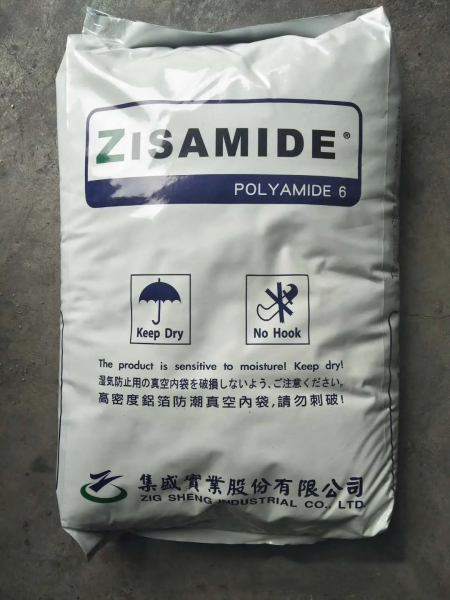 ZISAMIDE®
POLYAMIDE 6
Keep Dry
No Hook
The product is sensitive to moisture! Keep dry!
湿気防止用の真空内袋を破損しないよう、ご注意ください。
高密度鋁箔防潮真空內袋,請勿刺破!
集盛實業股份有限公司
ZIG SHENG INDUSTRIAL CO., LTD